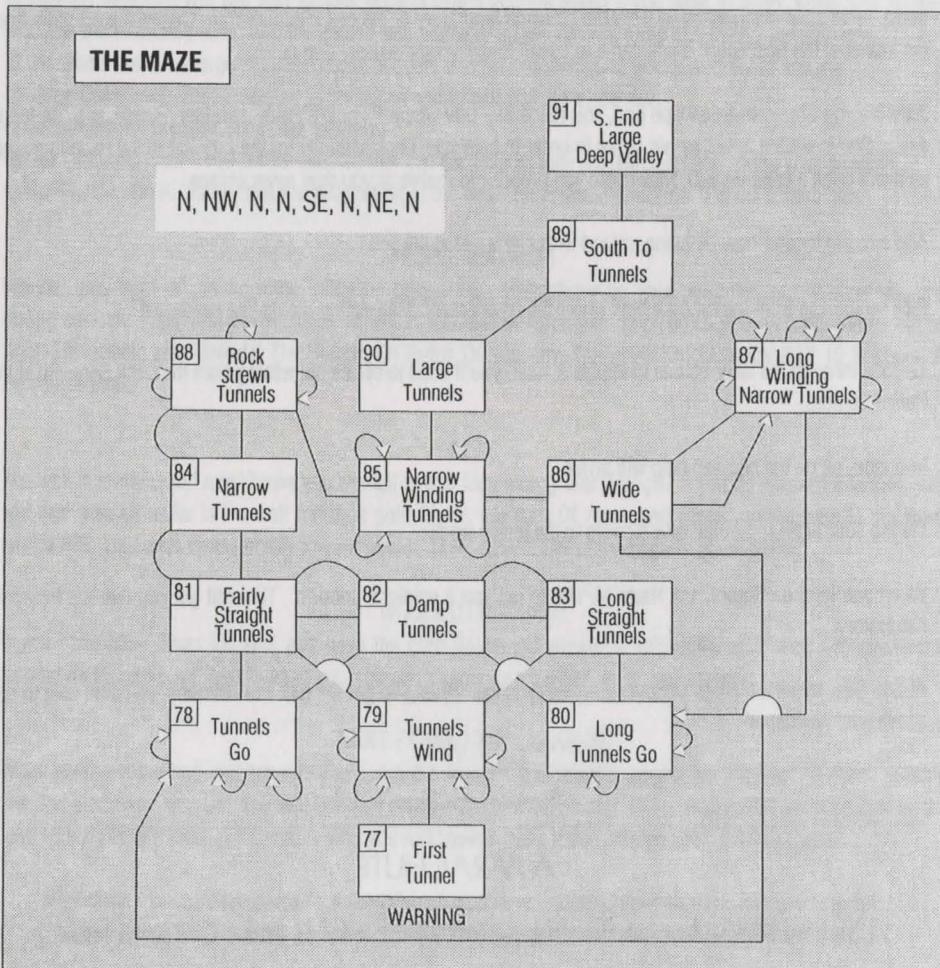 THE MAZE
91
S. End
Large
Deep Valley
N, NW, N, N, SE, N, NE, N
89
South To
Tunnels
88
Rock
strewn
Tunnels
90
Large
Tunnels
87
Long
Winding
Narrow Tunnels
84
Narrow
Tunnels
85
Narrow
Winding
Tunnels
86
Wide
Tunnels
81
Fairly
Straight
Tunnels
82
Damp
Tunnels
83
Long
Straight
Tunnels
78
Tunnels
Go
79
Tunnels
Wind
80
Long
Tunnels Go
77
First
Tunnel
WARNING